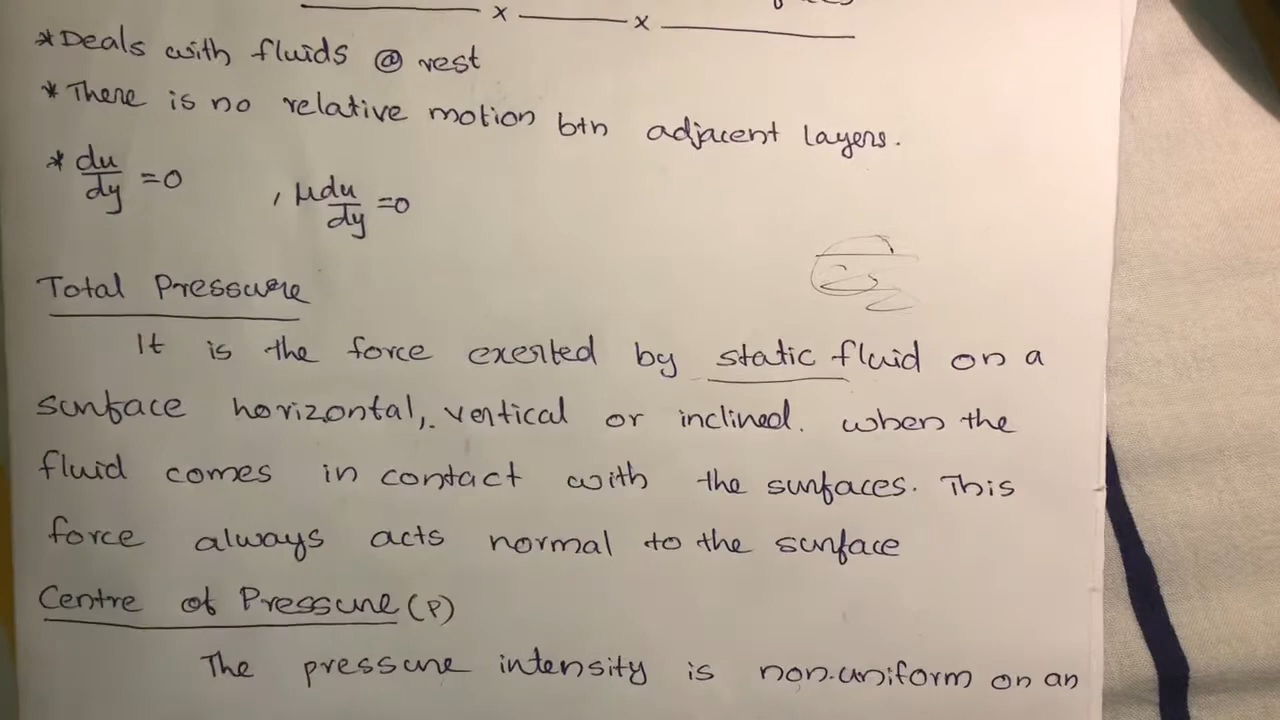 * Deals with fluids @ rest
* There is no relative motion btn adjacent layers.
* du/dy = 0 , μdu/dy = 0
Total Pressure
It is the force exerted by static fluid on a
surface horizontal, vertical or inclined. when the
fluid comes in contact with the surfaces. This
force always acts normal to the surface
Centre of Pressure (P)
The pressure intensity is non-uniform on an